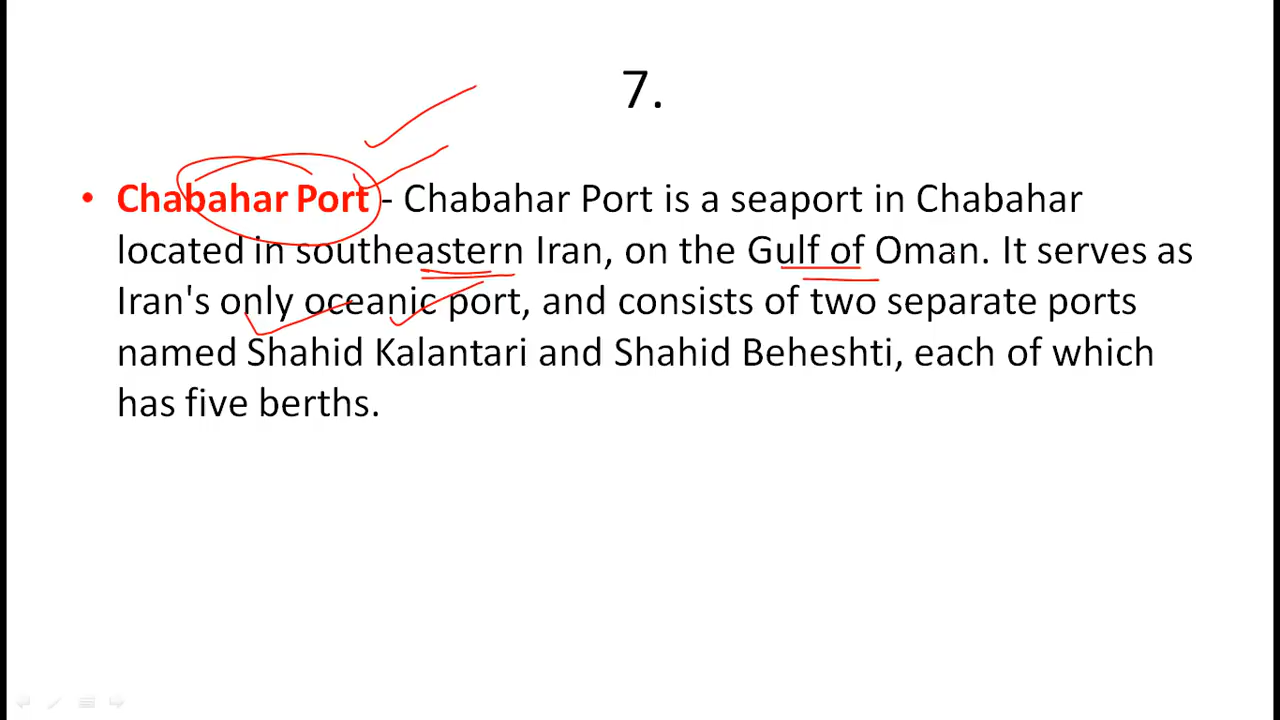 7.
• Chabahar Port - Chabahar Port is a seaport in Chabahar
located in southeastern Iran, on the Gulf of Oman. It serves as
Iran's only oceanic port, and consists of two separate ports
named Shahid Kalantari and Shahid Beheshti, each of which
has five berths.